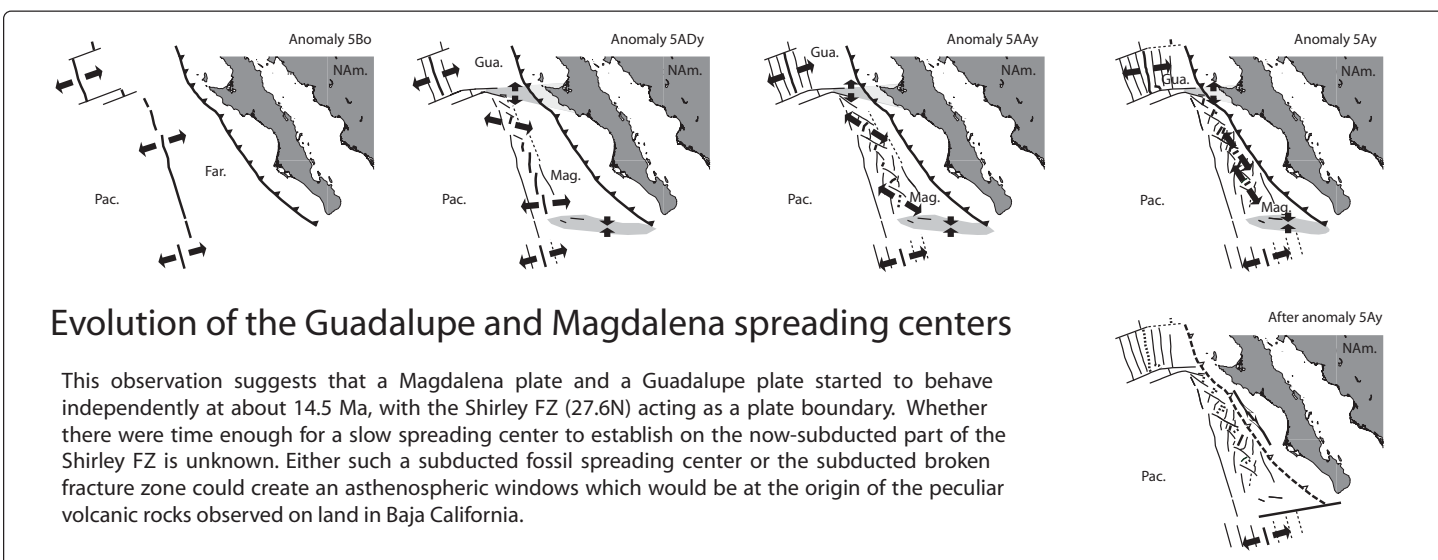 Anomaly 5Bo
NAm.
Far.
Pac.
Anomaly 5ADy
Gua.
NAm.
Mag.
Pac.
Anomaly 5AAy
Gua.
NAm.
Pac.
Mag.
Anomaly 5Ay
NAm.
Gua.
Pac.
Mag.
Evolution of the Guadalupe and Magdalena spreading centers
This observation suggests that a Magdalena plate and a Guadalupe plate started to behave
independently at about 14.5 Ma, with the Shirley FZ (27.6N) acting as a plate boundary. Whether
there were time enough for a slow spreading center to establish on the now-subducted part of the
Shirley FZ is unknown. Either such a subducted fossil spreading center or the subducted broken
fracture zone could create an asthenospheric windows which would be at the origin of the peculiar
volcanic rocks observed on land in Baja California.
After anomaly 5Ay
NAm.
Pac.